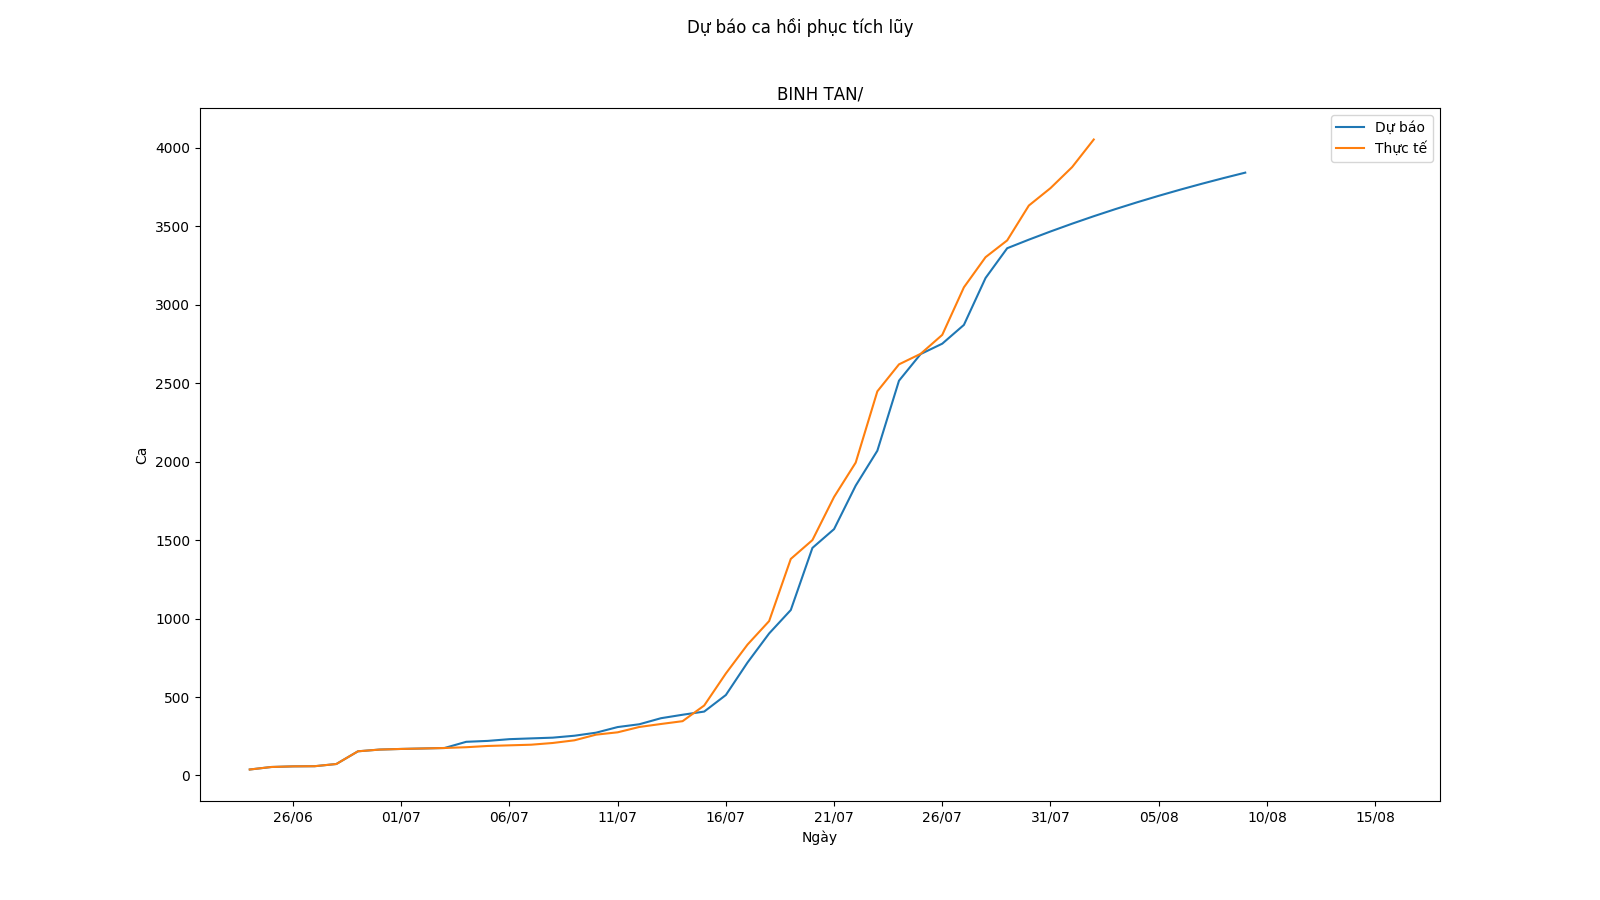 Dự báo ca hồi phục tích lũy
BINH TAN/
Dự báo
Thực tế
4000
3500
3000
2500
2000
1500
1000
500
0
Ca
26/06 01/07 06/07 11/07 16/07 21/07 26/07 31/07 05/08 10/08 15/08
Ngày